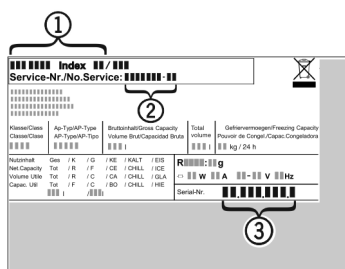 1
Index /
Service-Nr./No.Service: -
2
Klasse/Class
Classe/Clase
Ap-Typ/AP-Type
AP-Type/AP-Tipo
Bruttoinhalt/Gross Capacity
Volume Brut/Capacidad Bruta
l
Total
volume
l
Gefriervermoegen/Freezing Capacity
Pouvoir de Congel./Capac.Congeladora
kg / 24 h
Nutzinhalt Ges / K / G / KE / KALT / EIS
Net.Capacity Tot / R / F / CE / CHILL / ICE
Volume Utile Tot / R / C / CA / CHILL / GLA
Capac. Util Tot / F / C / BO / CHILL / HIE
l / l
R : g
W A - V Hz
Serial-Nr. . . .
3